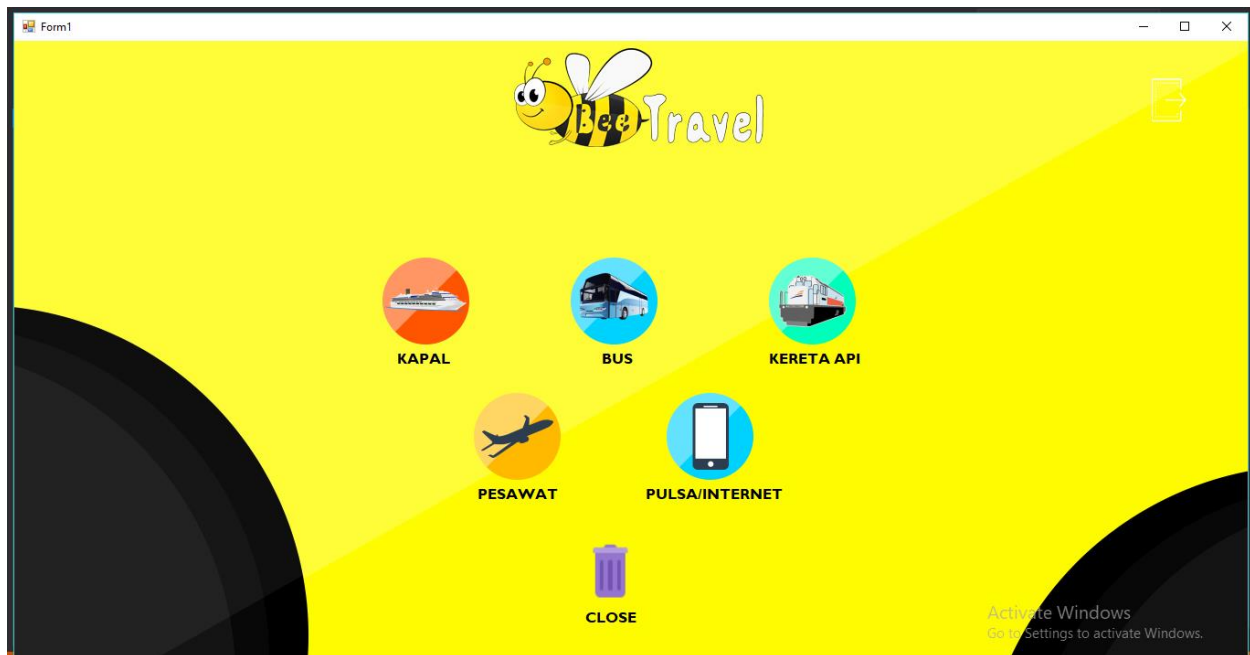 Form1
Bee Travel
KAPAL
BUS
KERETA API
PESAWAT
PULSA/INTERNET
CLOSE
Activate Windows
Go to Settings to activate Windows.